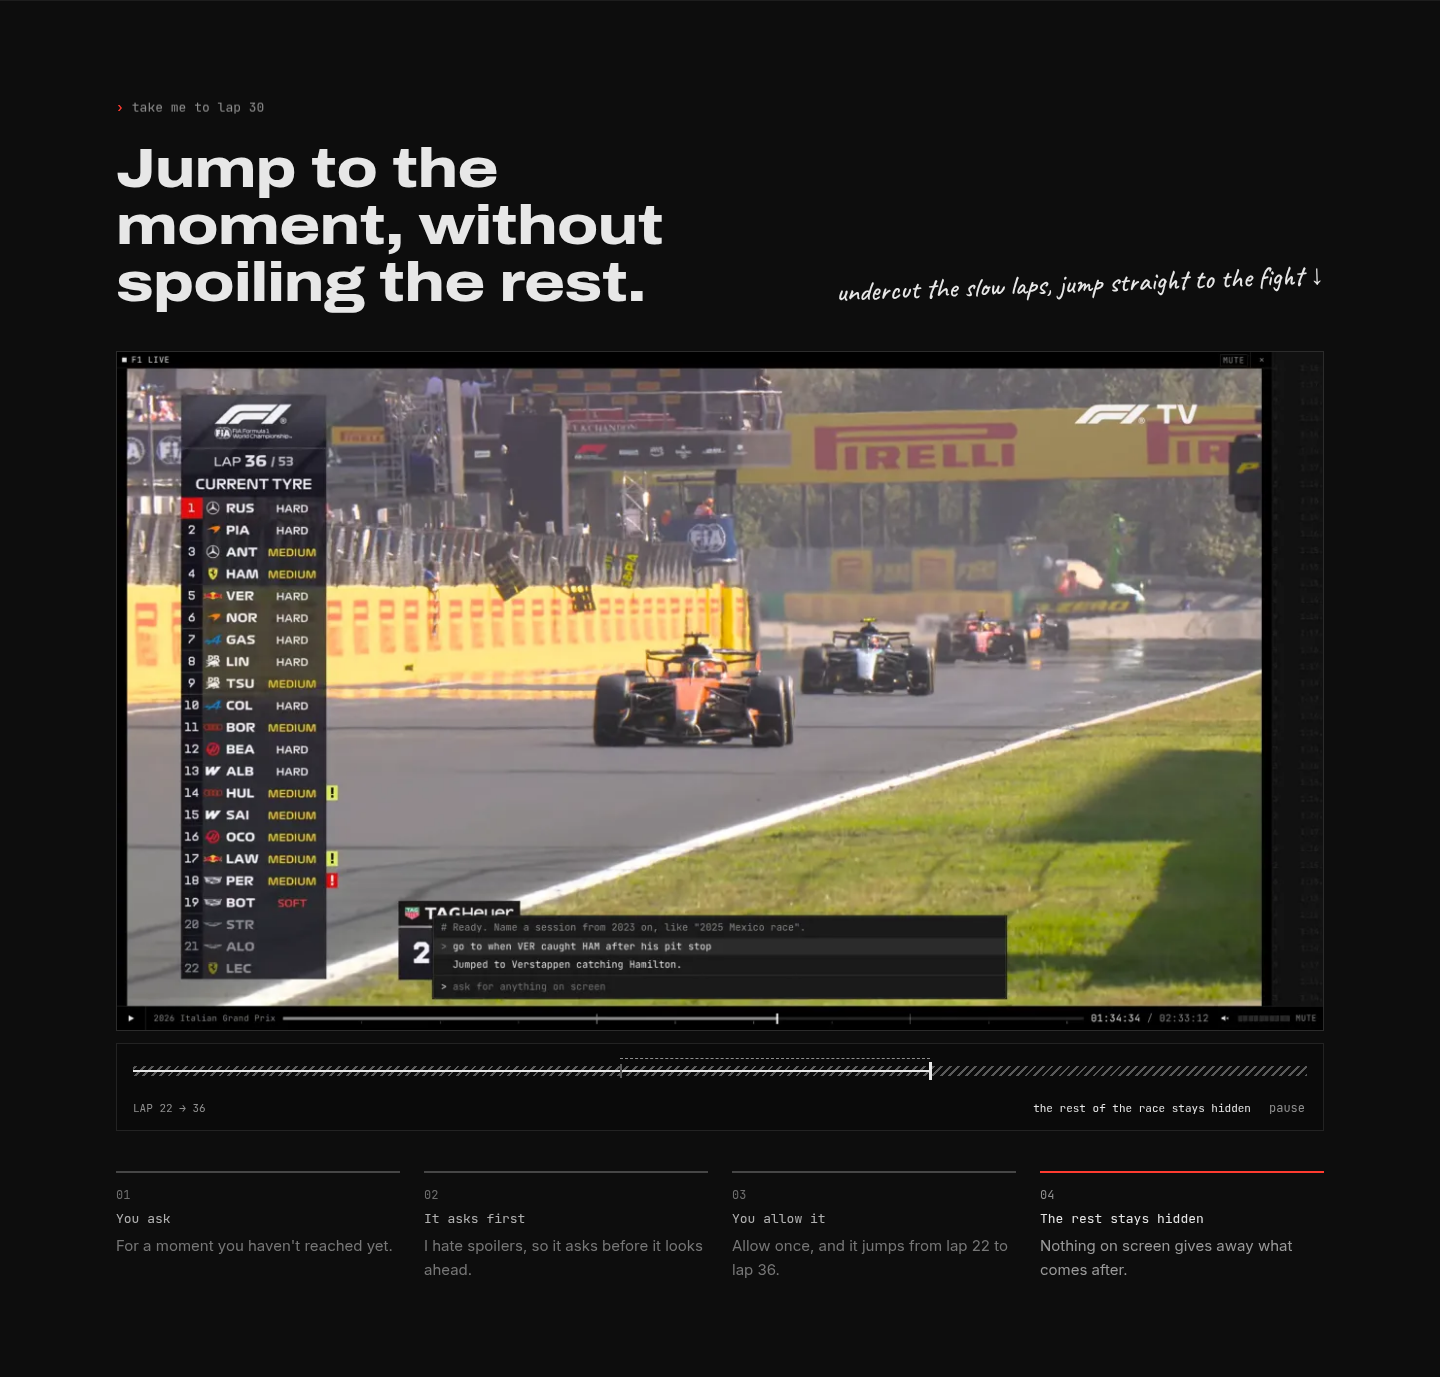 › take me to lap 30
Jump to the
moment, without
spoiling the rest.
undercut the slow laps, jump straight to the fight ↓
■ F1 LIVE
MUTE ×
F1
FIA Formula 1
World Championship
LAP 36 / 53
CURRENT TYRE
1 RUS HARD
2 PIA HARD
3 ANT MEDIUM
4 HAM MEDIUM
5 VER HARD
6 NOR HARD
7 GAS HARD
8 LIN HARD
9 TSU MEDIUM
10 COL HARD
11 BOR MEDIUM
12 BEA HARD
13 ALB HARD
14 HUL MEDIUM !
15 SAI MEDIUM
16 OCO MEDIUM
17 LAW MEDIUM !
18 PER MEDIUM !
19 BOT SOFT
20 STR
21 ALO
22 LEC
F1 TV
PIRELLI
PIRELLI
FIA
TAG Heuer
2
# Ready. Name a session from 2023 on, like "2025 Mexico race".
> go to when VER caught HAM after his pit stop
Jumped to Verstappen catching Hamilton.
> ask for anything on screen
2026 Italian Grand Prix
01:34:34 / 02:33:12
MUTE
LAP 22 → 36
the rest of the race stays hidden
pause
01
You ask
For a moment you haven't reached yet.
02
It asks first
I hate spoilers, so it asks before it looks
ahead.
03
You allow it
Allow once, and it jumps from lap 22 to
lap 36.
04
The rest stays hidden
Nothing on screen gives away what
comes after.